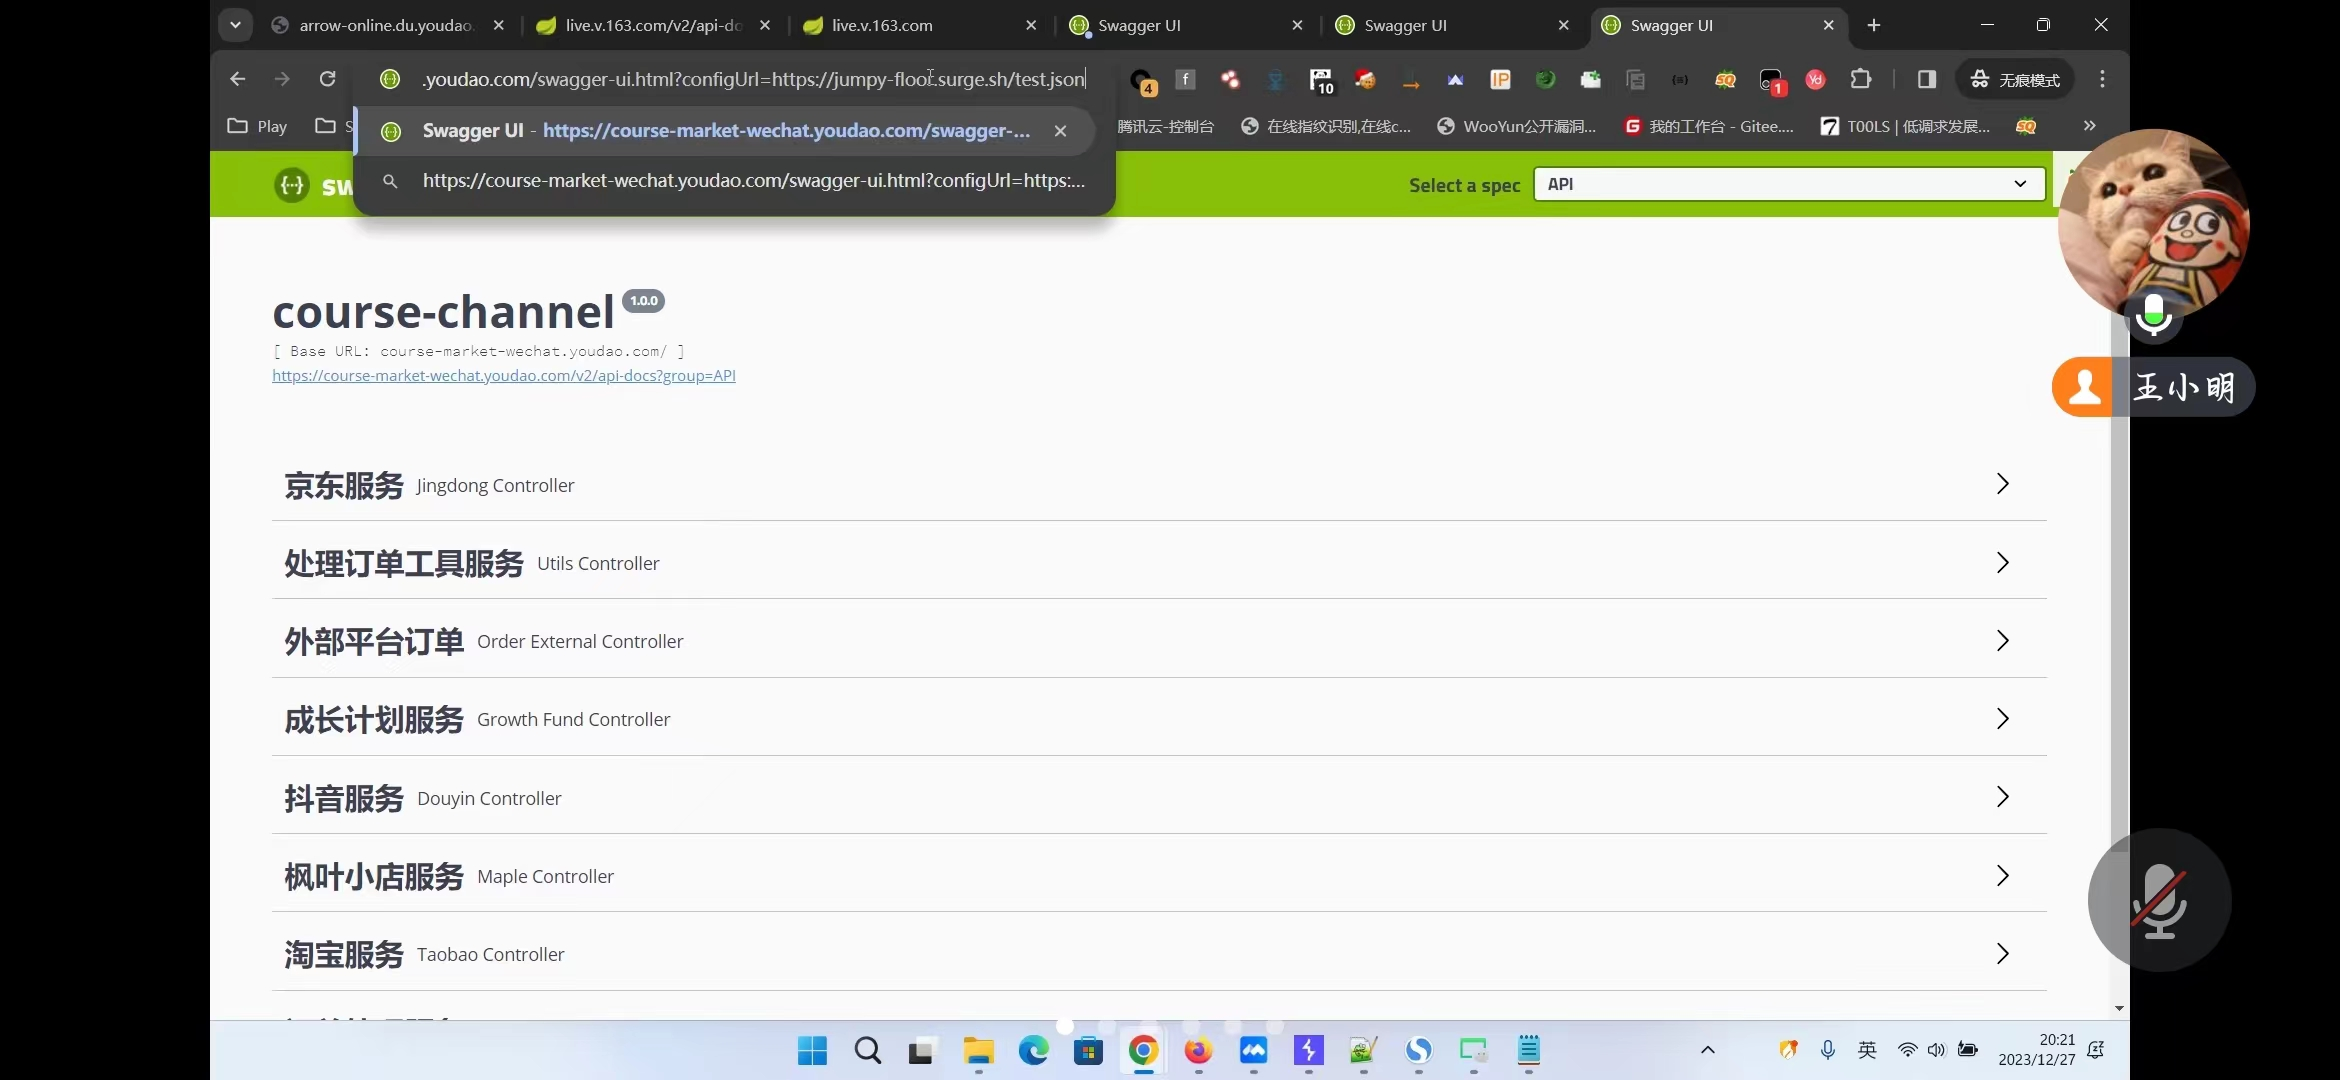 arrow-online.du.youdao.
live.v.163.com/v2/api-do
live.v.163.com
Swagger UI
Swagger UI
Swagger UI
.youdao.com/swagger-ui.html?configUrl=https://jumpy-floor.surge.sh/test.json
4
f
10
IP
SQ
1
Yd
无痕模式
Play
S
Swagger UI - https://course-market-wechat.youdao.com/swagger-...
腾讯云-控制台
在线指纹识别,在线c...
WooYun公开漏洞...
我的工作台 - Gitee....
T00LS | 低调求发展...
SQ
https://course-market-wechat.youdao.com/swagger-ui.html?configUrl=https:...
sw
Select a spec
API
course-channel 1.0.0
[ Base URL: course-market-wechat.youdao.com/ ]
https://course-market-wechat.youdao.com/v2/api-docs?group=API
王小明
京东服务 Jingdong Controller
处理订单工具服务 Utils Controller
外部平台订单 Order External Controller
成长计划服务 Growth Fund Controller
抖音服务 Douyin Controller
枫叶小店服务 Maple Controller
淘宝服务 Taobao Controller
英
20:21
2023/12/27